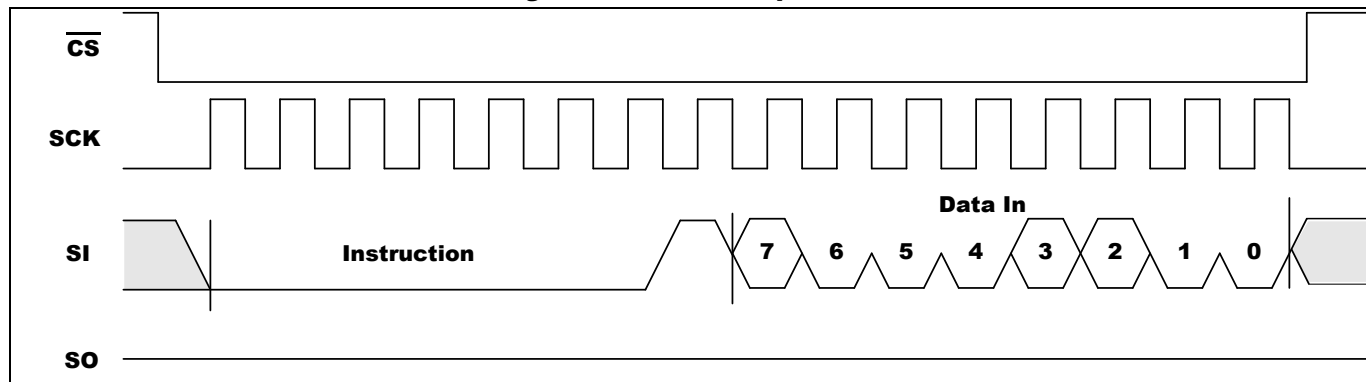 CS
SCK
Data In
SI Instruction 7 6 5 4 3 2 1 0
SO